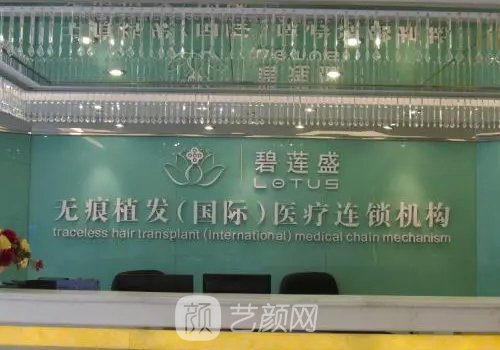 碧莲盛
LOTUS
无痕植发(国际)医疗连锁机构
traceless hair transplant (International) medical chain mechanism
颜 艺颜网